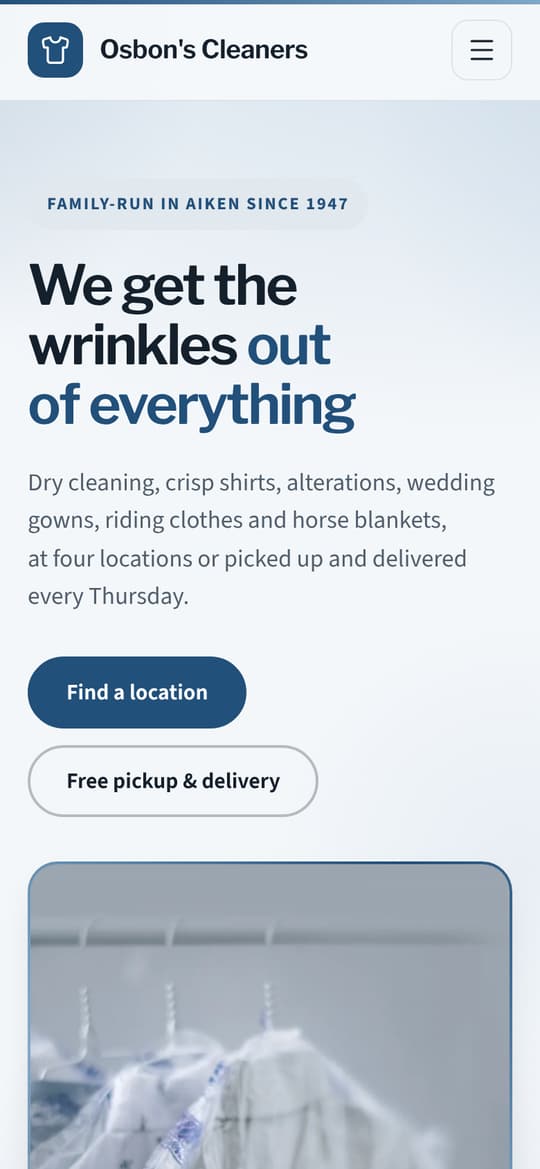 Osbon's Cleaners
FAMILY-RUN IN AIKEN SINCE 1947
We get the
wrinkles out
of everything
Dry cleaning, crisp shirts, alterations, wedding
gowns, riding clothes and horse blankets,
at four locations or picked up and delivered
every Thursday.
Find a location
Free pickup & delivery